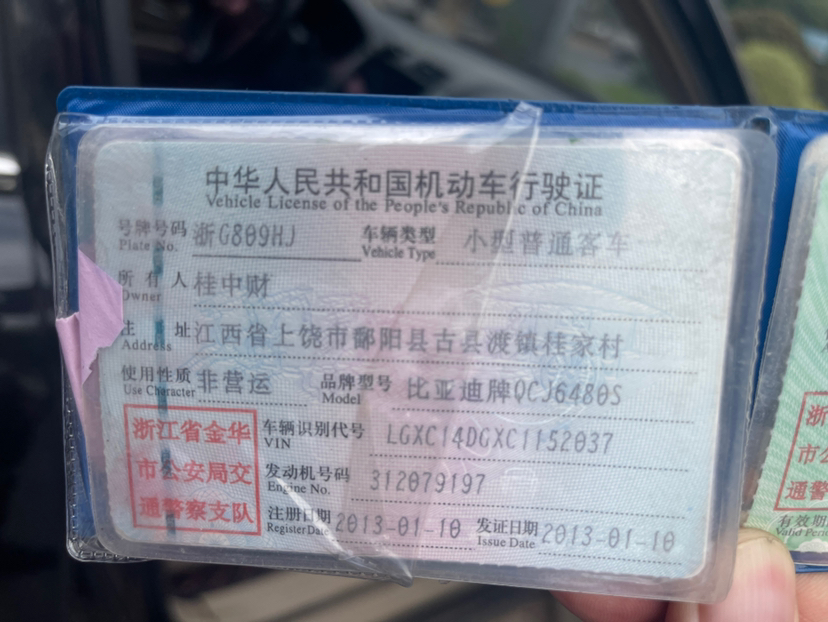 中华人民共和国机动车行驶证
Vehicle License of the People's Republic of China
号牌号码 浙G809HJ 车辆类型 小型普通客车
Plate No. Vehicle Type
所有人 桂中财
Owner
住 址 江西省上饶市鄱阳县古县渡镇桂家村
Address
使用性质 非营运 品牌型号 比亚迪牌QCJ6480S
Use Character Model
浙江省金华
市公安局交
通警察支队
车辆识别代号 LGXC14DGXC1152037
VIN
发动机号码 312079197
Engine No.
注册日期 2013-01-10 发证日期 2013-01-10
Register Date Issue Date
浙
市公
通警
有效期
Valid